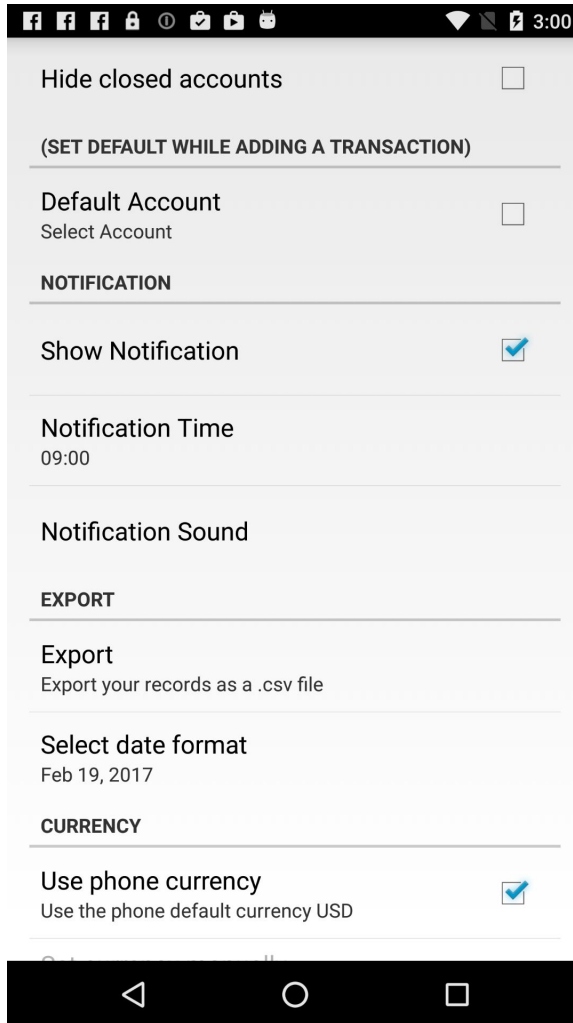 3:00
Hide closed accounts
(SET DEFAULT WHILE ADDING A TRANSACTION)
Default Account
Select Account
NOTIFICATION
Show Notification
Notification Time
09:00
Notification Sound
EXPORT
Export
Export your records as a .csv file
Select date format
Feb 19, 2017
CURRENCY
Use phone currency
Use the phone default currency USD